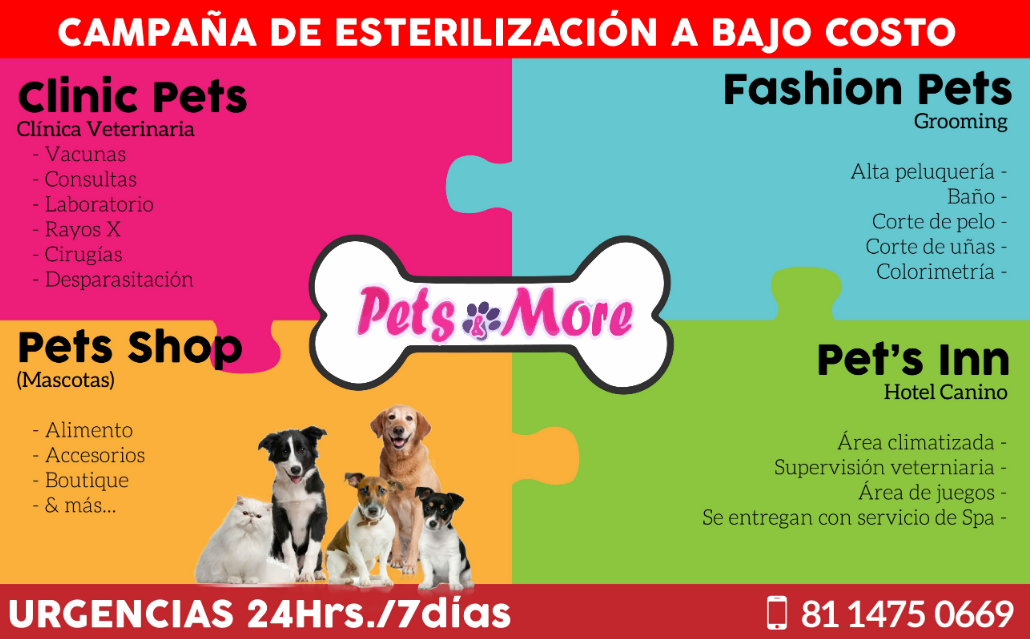 CAMPAÑA DE ESTERILIZACIÓN A BAJO COSTO
Clinic Pets
Clínica Veterinaria
- Vacunas
- Consultas
- Laboratorio
- Rayos X
- Cirugías
- Desparasitación
Fashion Pets
Grooming
Alta peluquería -
Baño -
Corte de pelo -
Corte de uñas -
Colorimetría -
Pets & More
Pets Shop
(Mascotas)
- Alimento
- Accesorios
- Boutique
- & más...
Pet's Inn
Hotel Canino
Área climatizada -
Supervisión veterniaria -
Área de juegos -
Se entregan con servicio de Spa -
URGENCIAS 24Hrs./7días
81 1475 0669